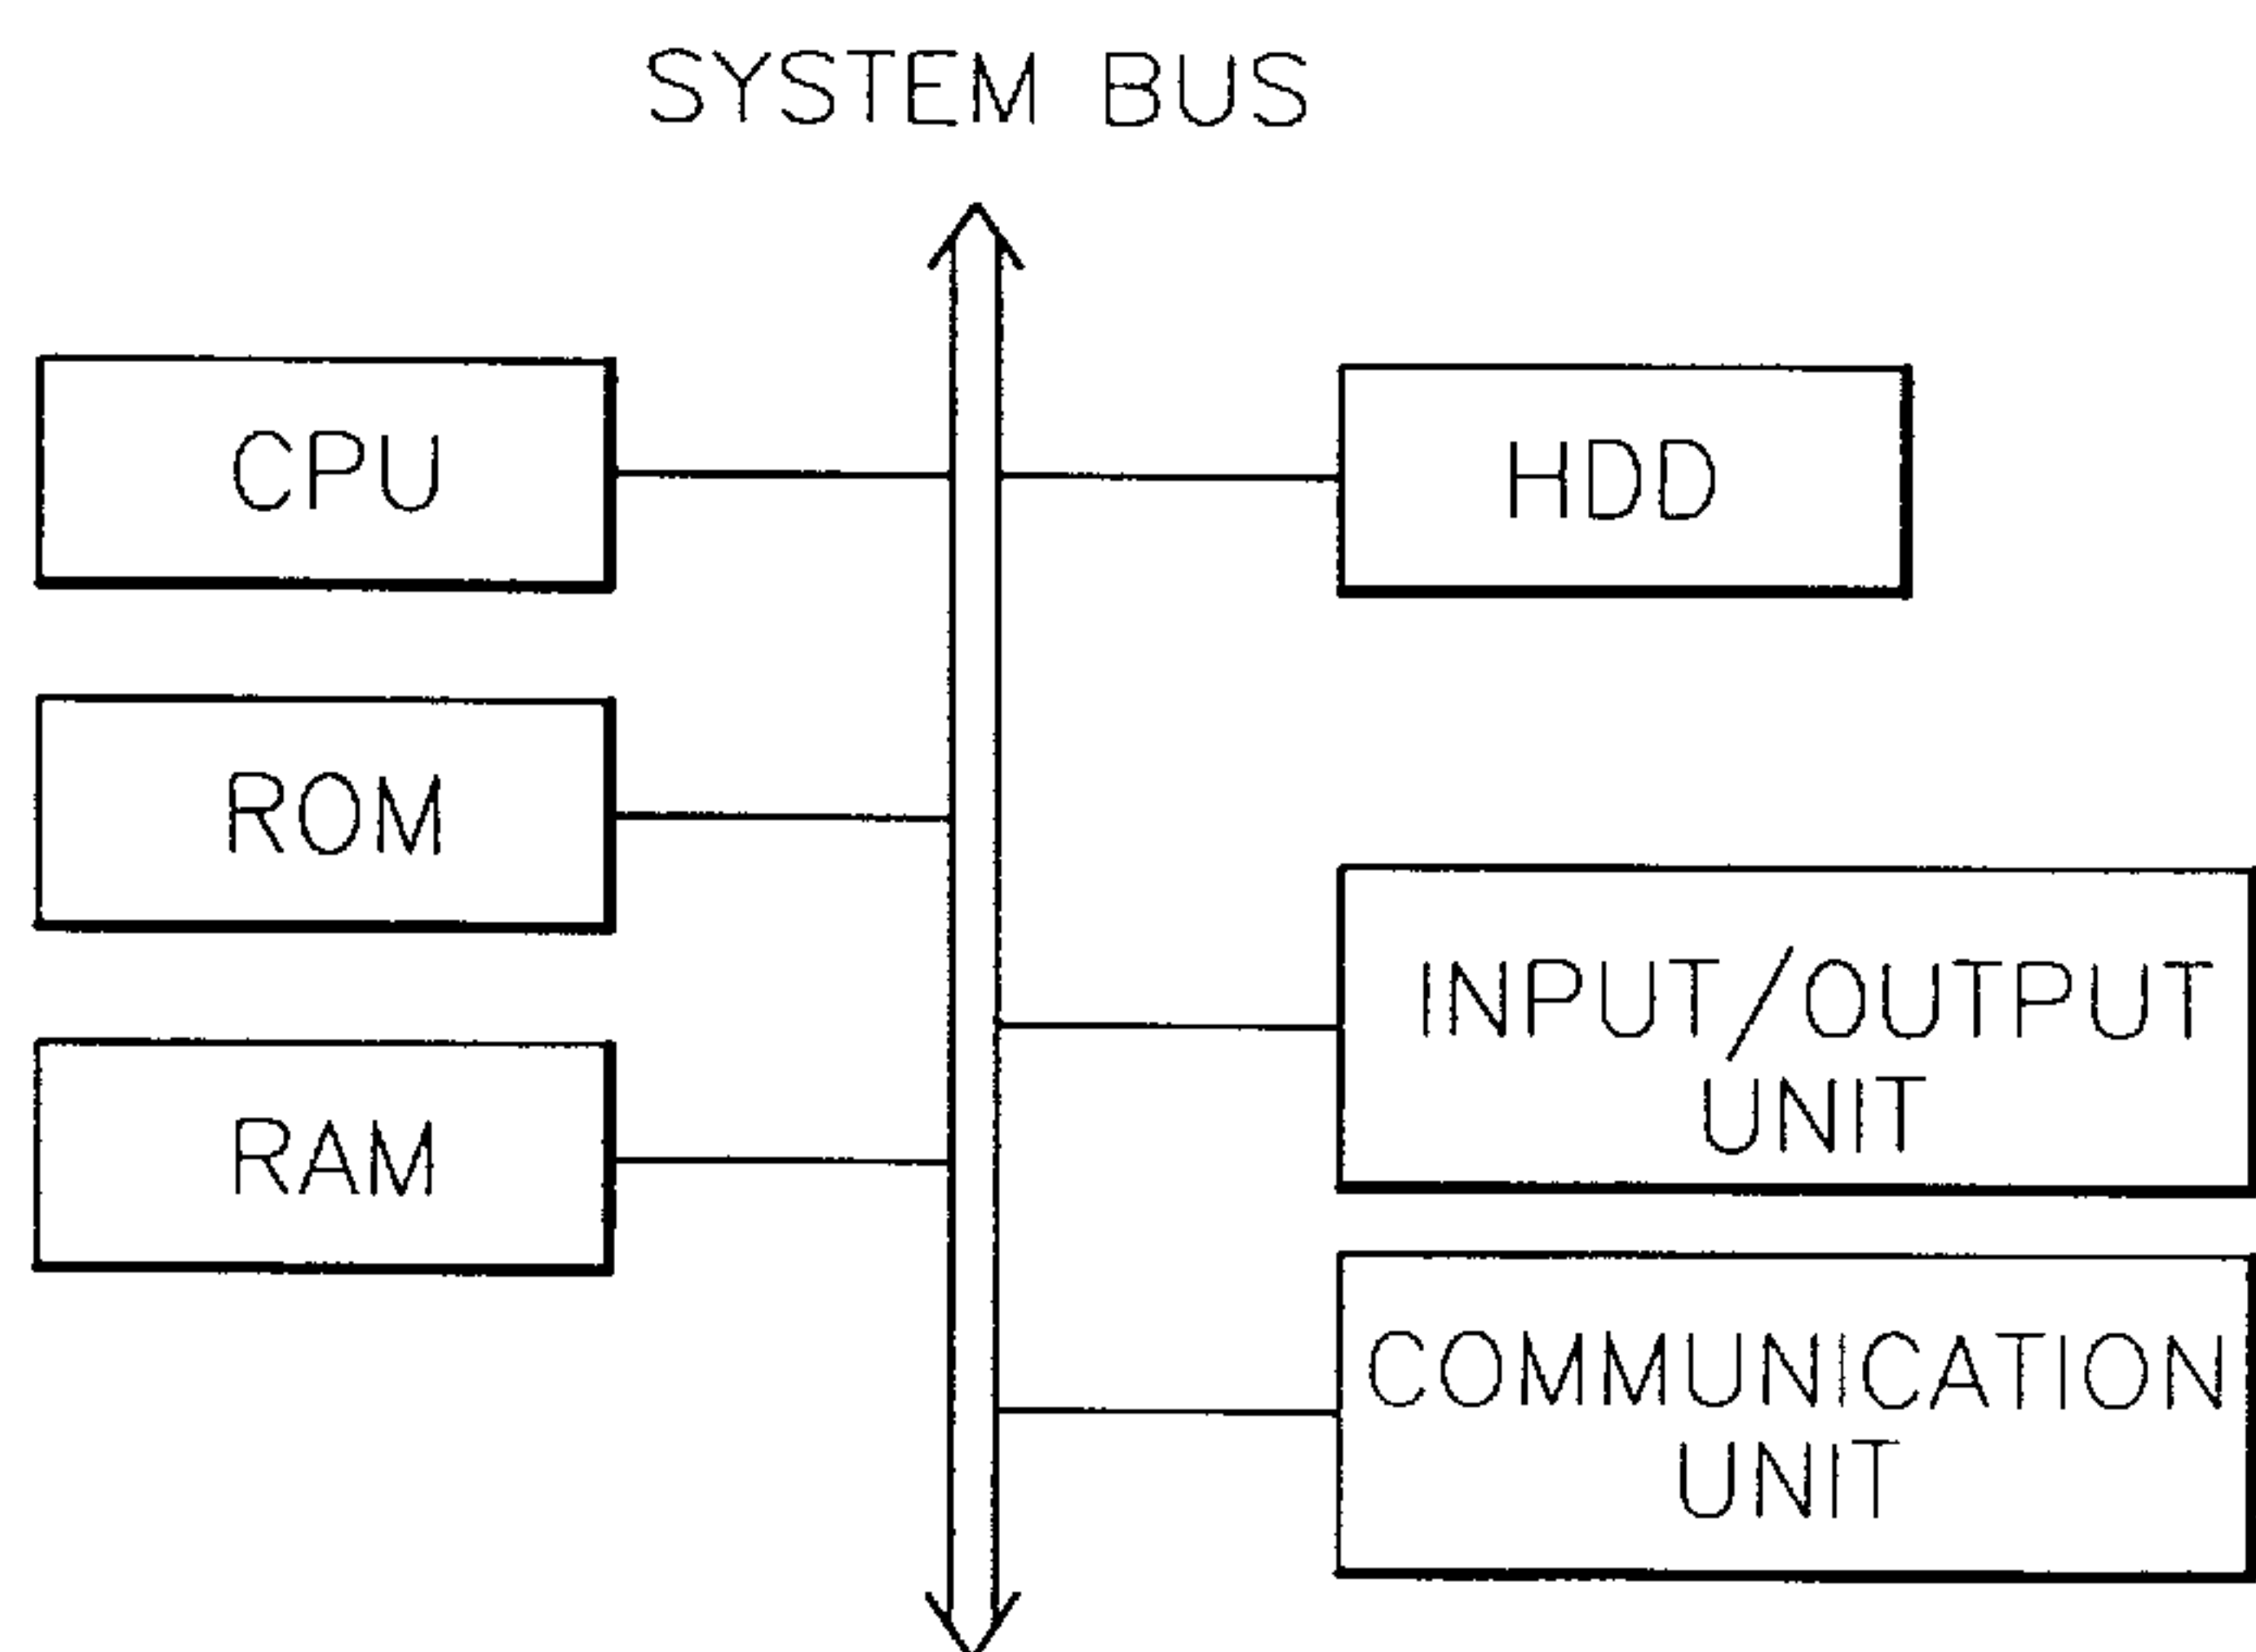 SYSTEM BUS
CPU
HDD
ROM
INPUT/OUTPUT
UNIT
RAM
COMMUNICATION
UNIT